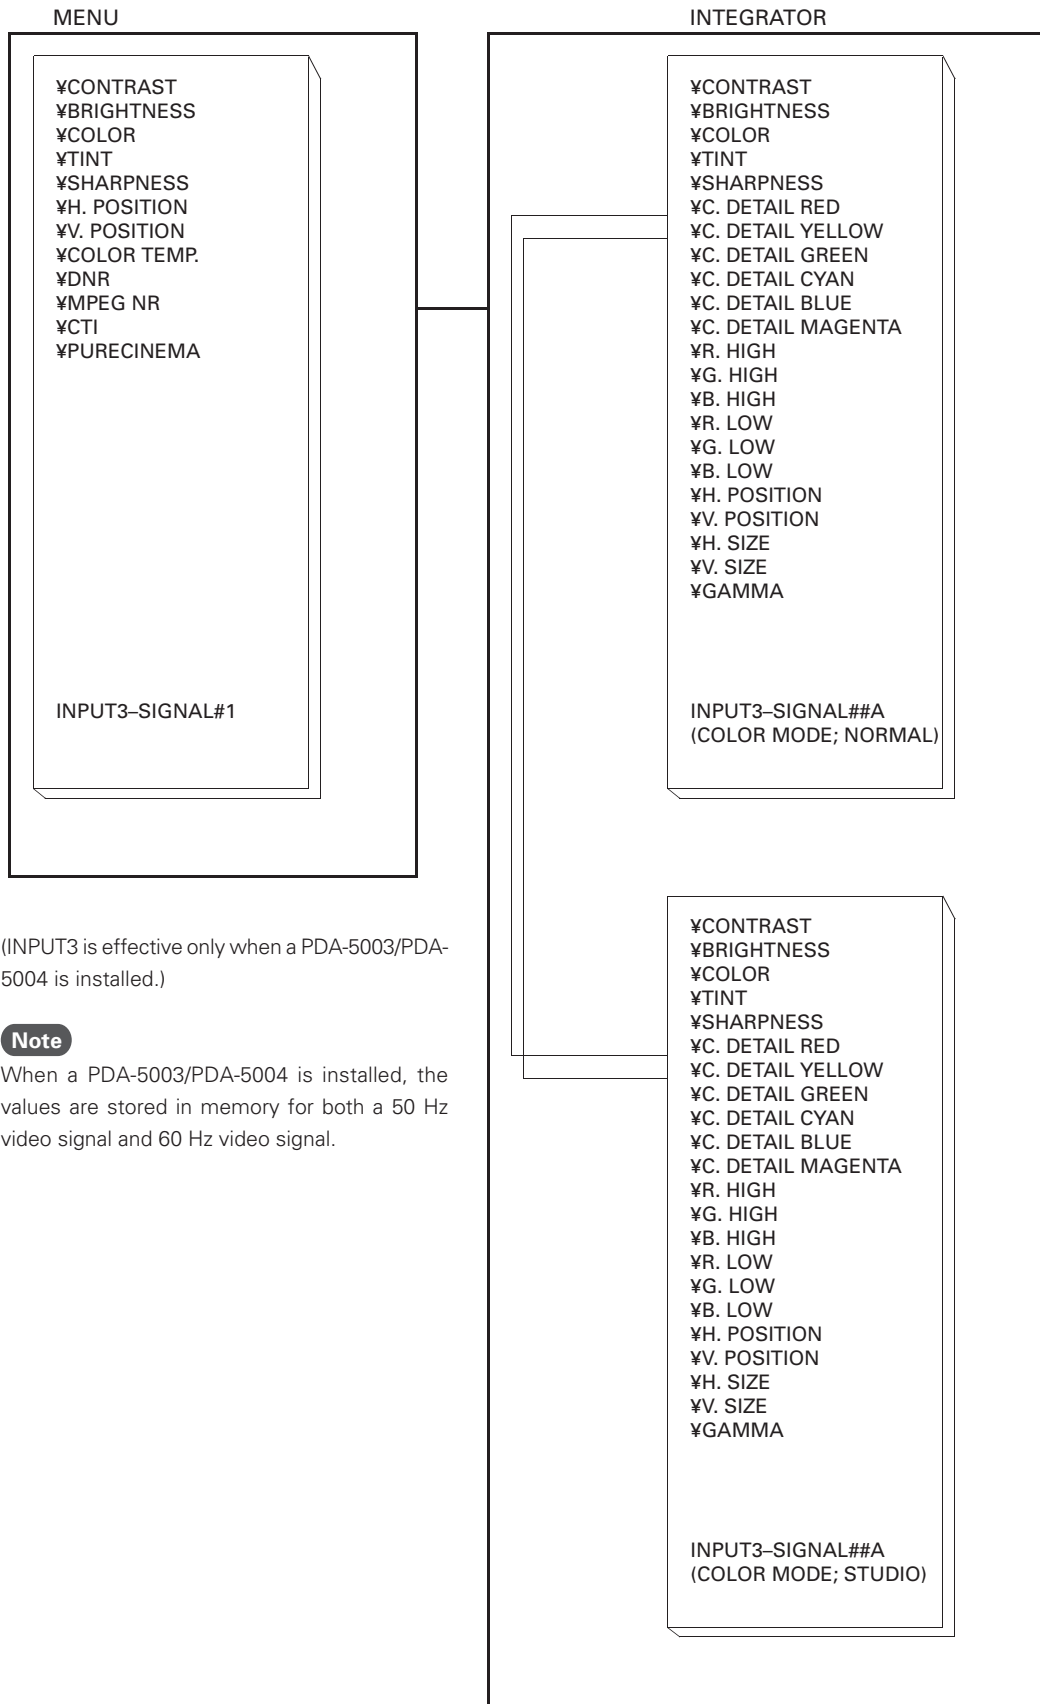 MENU
¥CONTRAST
¥BRIGHTNESS
¥COLOR
¥TINT
¥SHARPNESS
¥H. POSITION
¥V. POSITION
¥COLOR TEMP.
¥DNR
¥MPEG NR
¥CTI
¥PURECINEMA
INPUT3–SIGNAL#1
(INPUT3 is effective only when a PDA-5003/PDA-
5004 is installed.)
Note
When a PDA-5003/PDA-5004 is installed, the
values are stored in memory for both a 50 Hz
video signal and 60 Hz video signal.
INTEGRATOR
¥CONTRAST
¥BRIGHTNESS
¥COLOR
¥TINT
¥SHARPNESS
¥C. DETAIL RED
¥C. DETAIL YELLOW
¥C. DETAIL GREEN
¥C. DETAIL CYAN
¥C. DETAIL BLUE
¥C. DETAIL MAGENTA
¥R. HIGH
¥G. HIGH
¥B. HIGH
¥R. LOW
¥G. LOW
¥B. LOW
¥H. POSITION
¥V. POSITION
¥H. SIZE
¥V. SIZE
¥GAMMA
INPUT3–SIGNAL##A
(COLOR MODE; NORMAL)
¥CONTRAST
¥BRIGHTNESS
¥COLOR
¥TINT
¥SHARPNESS
¥C. DETAIL RED
¥C. DETAIL YELLOW
¥C. DETAIL GREEN
¥C. DETAIL CYAN
¥C. DETAIL BLUE
¥C. DETAIL MAGENTA
¥R. HIGH
¥G. HIGH
¥B. HIGH
¥R. LOW
¥G. LOW
¥B. LOW
¥H. POSITION
¥V. POSITION
¥H. SIZE
¥V. SIZE
¥GAMMA
INPUT3–SIGNAL##A
(COLOR MODE; STUDIO)